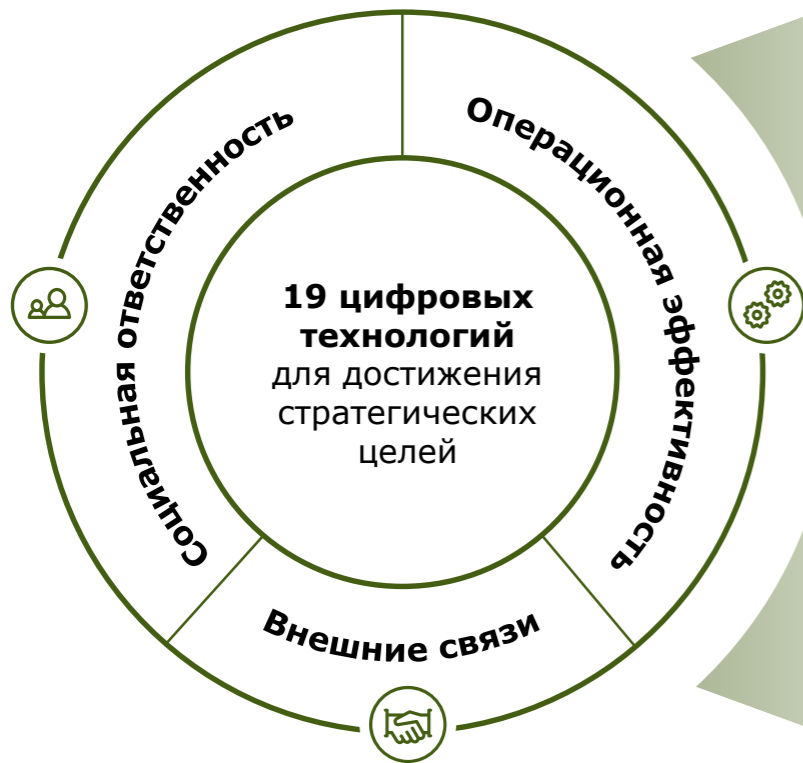 Социальная ответственность
Операционная эффективность
19 цифровых
технологий
для достижения
стратегических
целей
Внешние связи